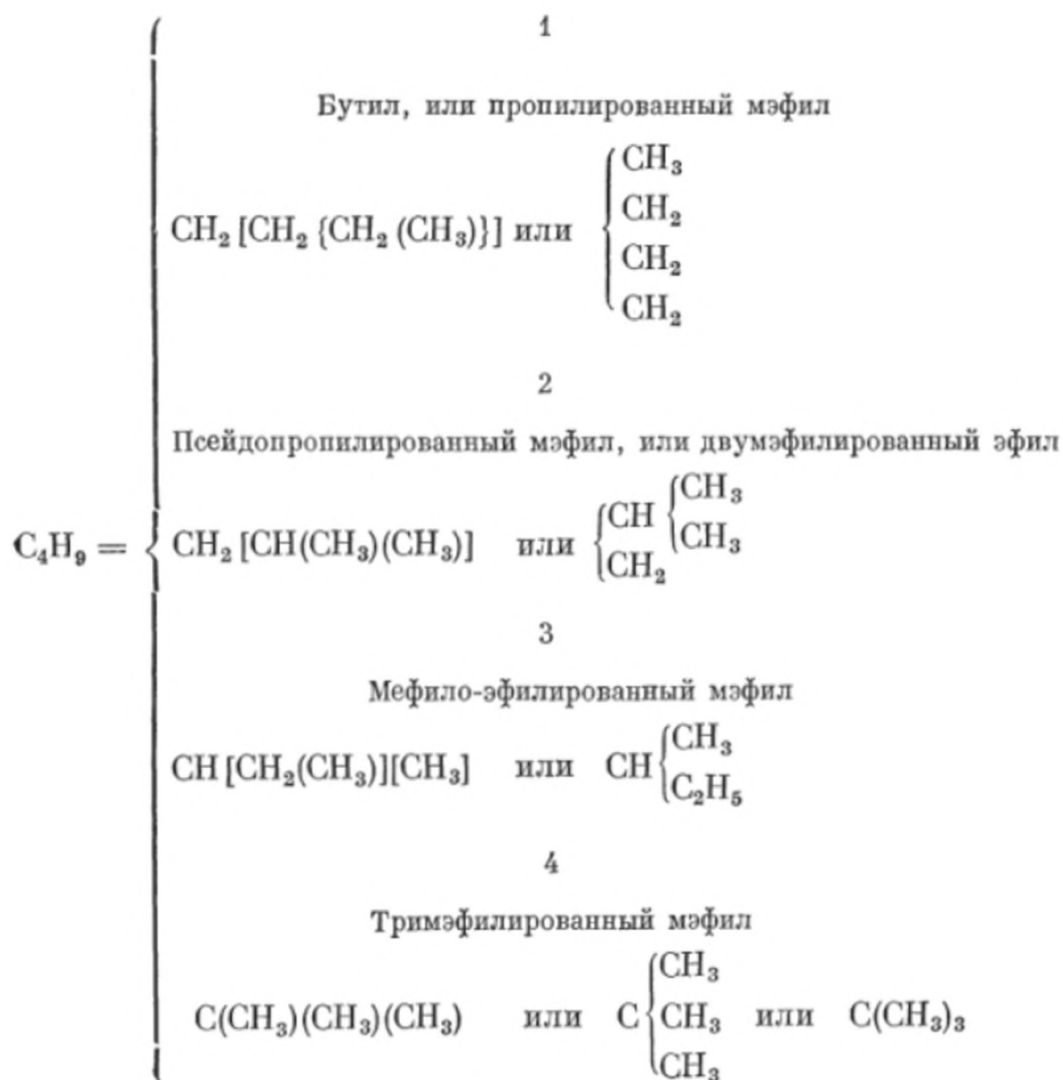 1
Бутил, или пропилированный мэфил
CH₂ [CH₂ {CH₂ (CH₃)}] или { CH₃
CH₂
CH₂
CH₂
2
Псейдопропилированный мэфил, или двумэфилированный эфил
C₄H₉ = { CH₂ [CH(CH₃)(CH₃)] или { CH { CH₃
CH₃
CH₂
3
Мефило-эфилированный мэфил
CH [CH₂(CH₃)][CH₃] или CH { CH₃
C₂H₅
4
Тримэфилированный мэфил
C(CH₃)(CH₃)(CH₃) или C { CH₃
CH₃ или C(CH₃)₃
CH₃